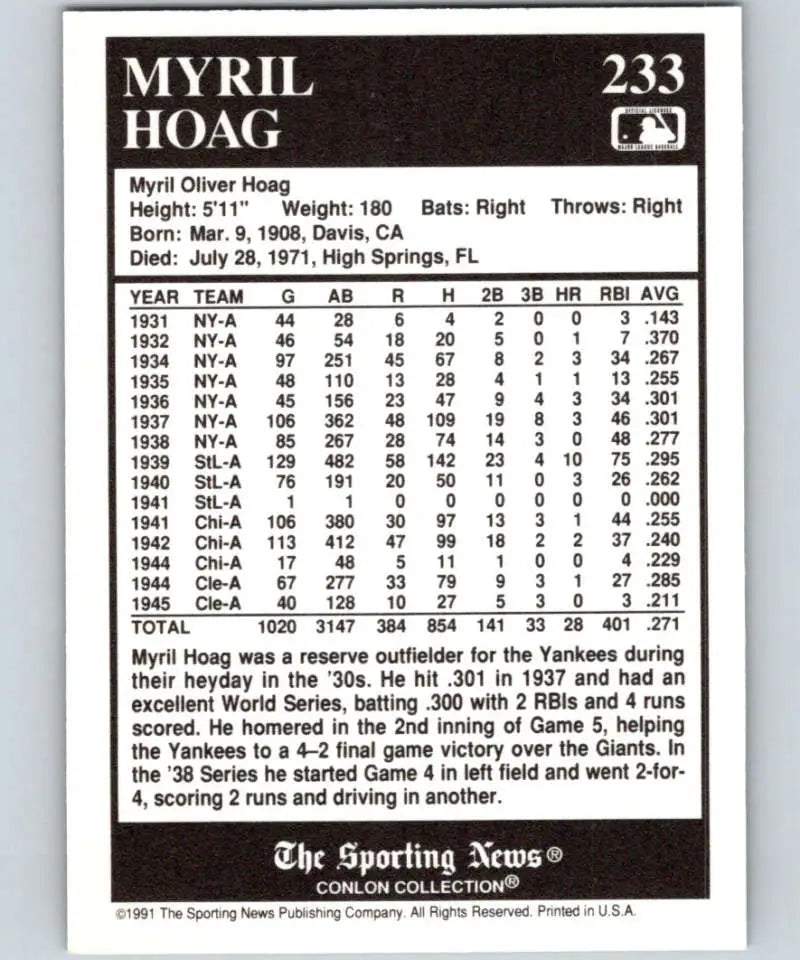 MYRIL 233
HOAG
OFFICIAL LICENSEE
MAJOR LEAGUE BASEBALL
Myril Oliver Hoag
Height: 5'11" Weight: 180 Bats: Right Throws: Right
Born: Mar. 9, 1908, Davis, CA
Died: July 28, 1971, High Springs, FL
YEAR TEAM G AB R H 2B 3B HR RBI AVG
1931 NY-A 44 28 6 4 2 0 0 3 .143
1932 NY-A 46 54 18 20 5 0 1 7 .370
1934 NY-A 97 251 45 67 8 2 3 34 .267
1935 NY-A 48 110 13 28 4 1 1 13 .255
1936 NY-A 45 156 23 47 9 4 3 34 .301
1937 NY-A 106 362 48 109 19 8 3 46 .301
1938 NY-A 85 267 28 74 14 3 0 48 .277
1939 StL-A 129 482 58 142 23 4 10 75 .295
1940 StL-A 76 191 20 50 11 0 3 26 .262
1941 StL-A 1 1 0 0 0 0 0 0 .000
1941 Chi-A 106 380 30 97 13 3 1 44 .255
1942 Chi-A 113 412 47 99 18 2 2 37 .240
1944 Chi-A 17 48 5 11 1 0 0 4 .229
1944 Cle-A 67 277 33 79 9 3 1 27 .285
1945 Cle-A 40 128 10 27 5 3 0 3 .211
TOTAL 1020 3147 384 854 141 33 28 401 .271
Myril Hoag was a reserve outfielder for the Yankees during
their heyday in the '30s. He hit .301 in 1937 and had an
excellent World Series, batting .300 with 2 RBIs and 4 runs
scored. He homered in the 2nd inning of Game 5, helping
the Yankees to a 4–2 final game victory over the Giants. In
the '38 Series he started Game 4 in left field and went 2-for-
4, scoring 2 runs and driving in another.
The Sporting News®
CONLON COLLECTION®
©1991 The Sporting News Publishing Company. All Rights Reserved. Printed in U.S.A.